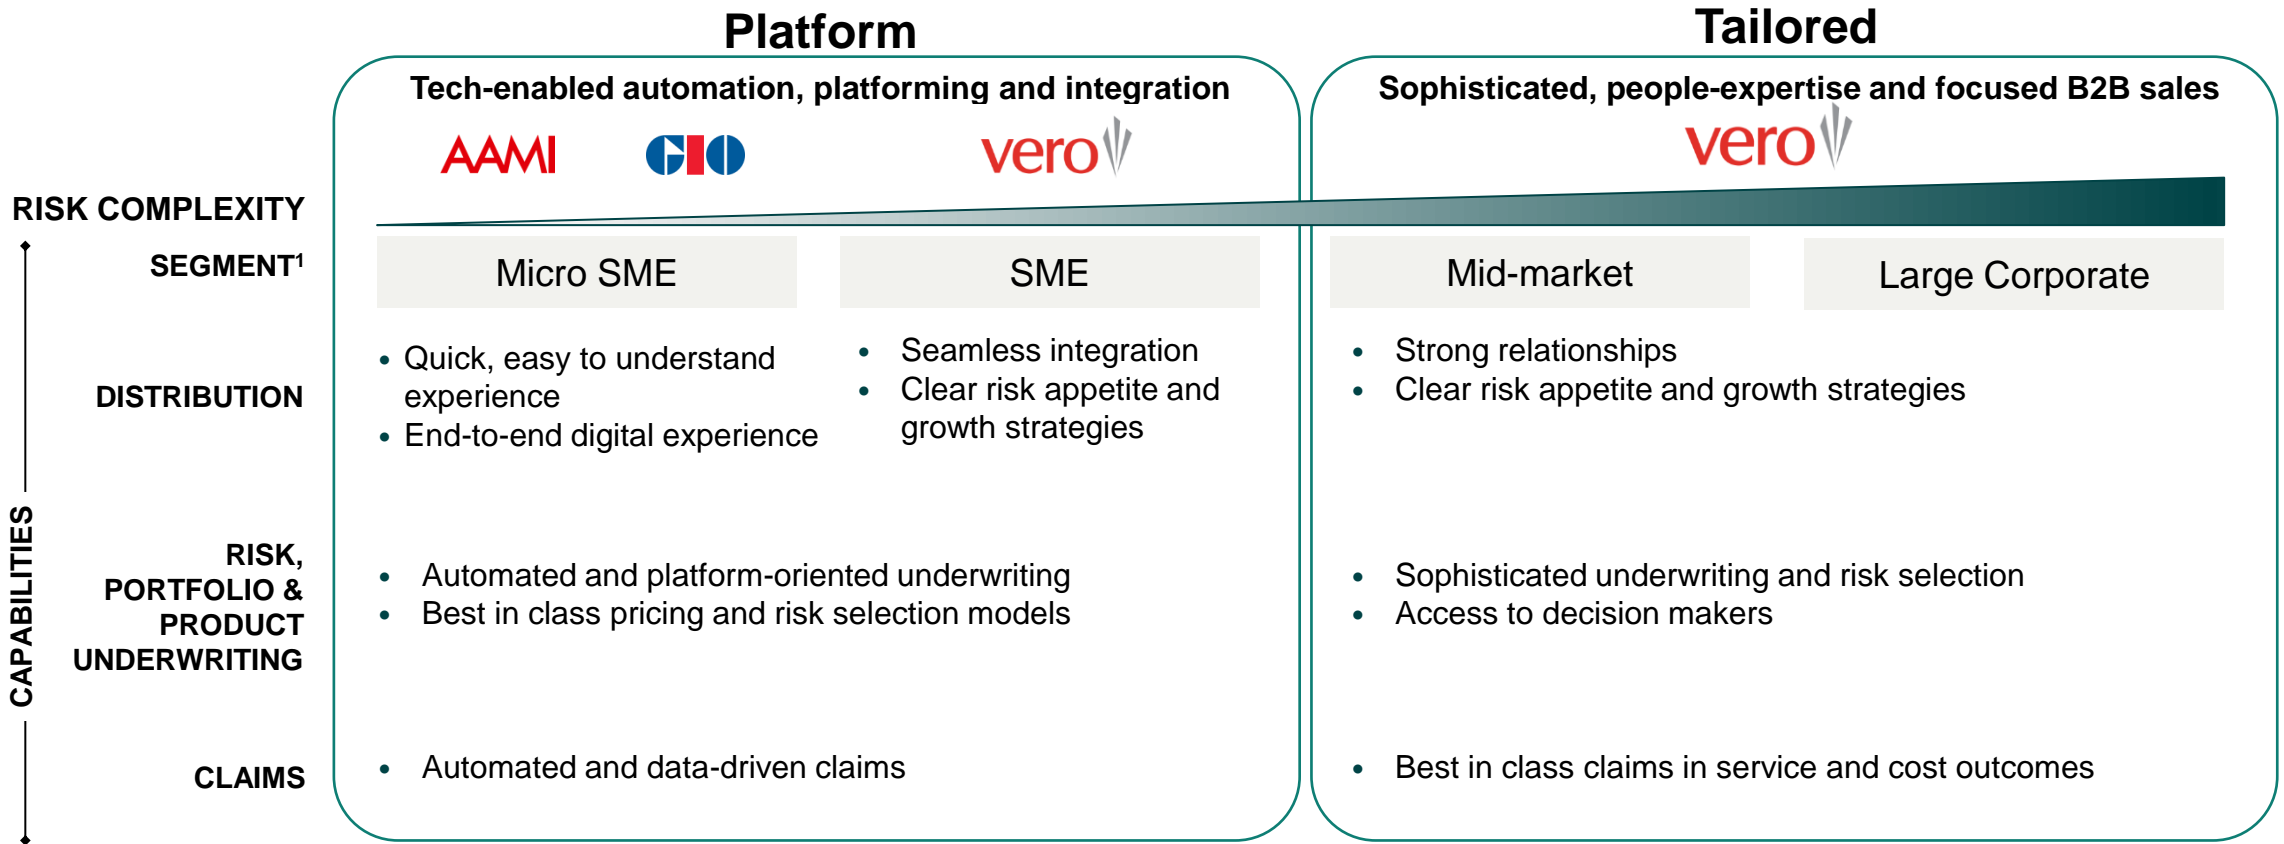 Platform
Tailored
Tech-enabled automation, platforming and integration
Sophisticated, people-expertise and focused B2B sales
AAMI
GIO
vero
vero
RISK COMPLEXITY
SEGMENT¹
Micro SME
SME
Mid-market
Large Corporate
CAPABILITIES
DISTRIBUTION
• Quick, easy to understand
experience
• End-to-end digital experience
• Seamless integration
• Clear risk appetite and
growth strategies
• Strong relationships
• Clear risk appetite and growth strategies
RISK,
PORTFOLIO &
PRODUCT
UNDERWRITING
• Automated and platform-oriented underwriting
• Best in class pricing and risk selection models
• Sophisticated underwriting and risk selection
• Access to decision makers
CLAIMS
• Automated and data-driven claims
• Best in class claims in service and cost outcomes